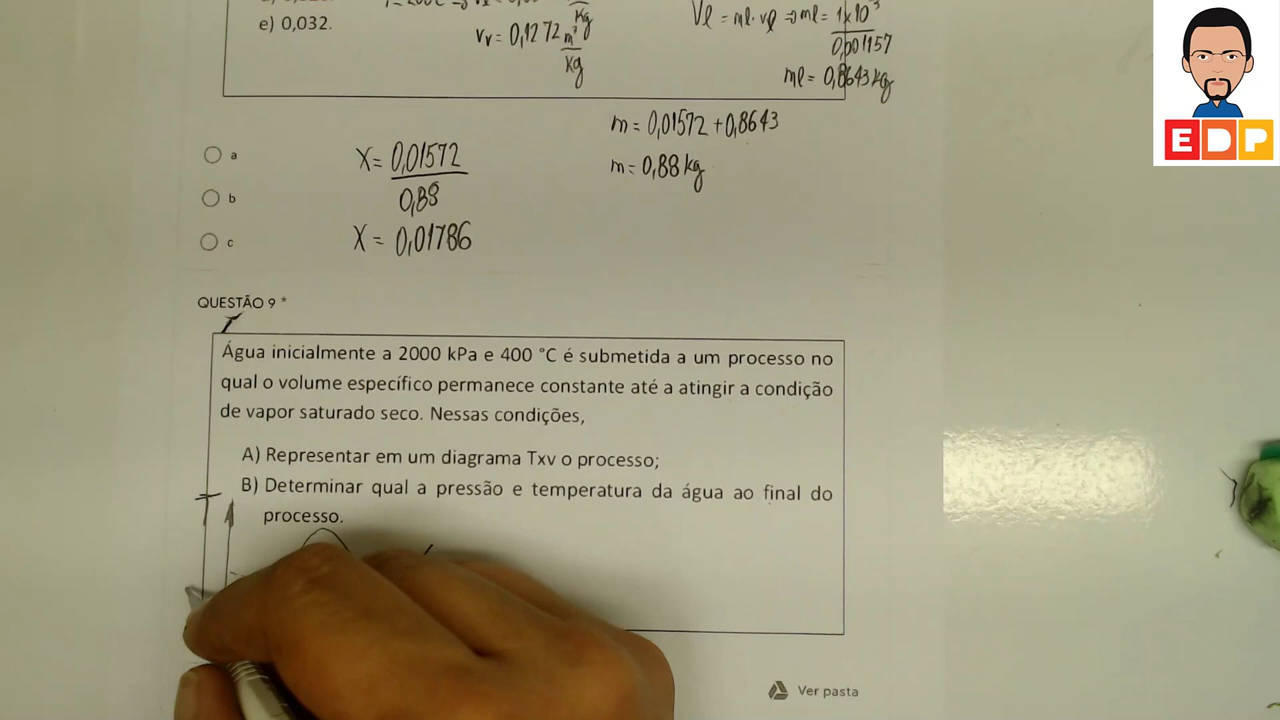 e) 0,032.
Vv = 0,1272 m³/Kg
Vl = ml·vl ⇒ ml = 1x10⁻³/0,001157
ml = 0,8643 kg
m = 0,01572 + 0,8643
m = 0,88 kg
a
b
c
X = 0,01572/0,88
X = 0,01786
EDP
QUESTÃO 9 *
Água inicialmente a 2000 kPa e 400 °C é submetida a um processo no
qual o volume específico permanece constante até a atingir a condição
de vapor saturado seco. Nessas condições,
A) Representar em um diagrama Txv o processo;
B) Determinar qual a pressão e temperatura da água ao final do
processo.
Ver pasta